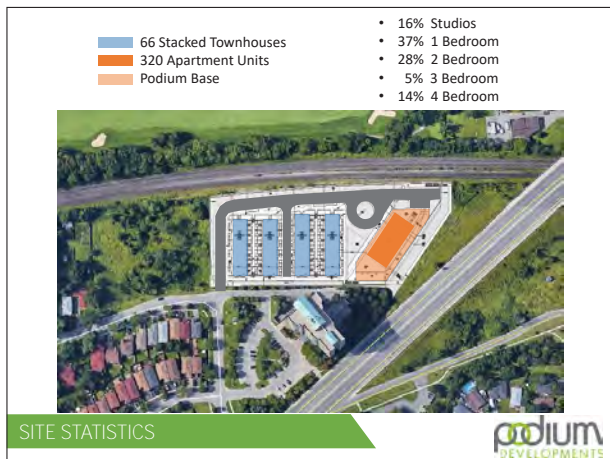 66 Stacked Townhouses
320 Apartment Units
Podium Base
• 16% Studios
• 37% 1 Bedroom
• 28% 2 Bedroom
• 5% 3 Bedroom
• 14% 4 Bedroom
SITE STATISTICS
podium
DEVELOPMENTS